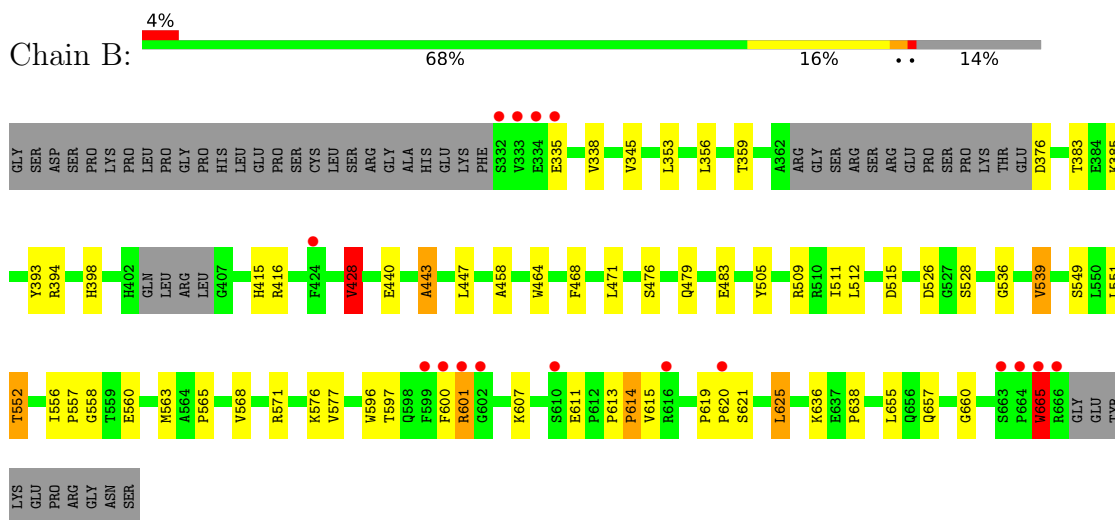 4%
Chain B:
68% 16% • • 14%
GLY SER ASP SER PRO LYS PRO LEU PRO GLY PRO HIS LEU GLU PRO SER CYS LEU SER ARG GLY ALA HIS GLU LYS PHE S332 V333 E334 E335 V338 V345 L353 L356 T359 A362 ARG GLY SER ARG SER ARG GLU PRO SER PRO LYS THR GLU D376 T383 E384 K385
Y393 R394 H398 H402 GLN LEU ARG LEU G407 H415 R416 F424 V428 E440 A443 L447 A458 W464 F468 L471 S476 Q479 E483 Y505 R509 R510 I511 L512 D515 D526 G527 S528 G536 V539 S549 L550 L551
T552 I556 P557 G558 T559 E560 M563 A564 P565 V568 R571 K576 V577 W596 T597 Q598 F599 F600 R601 G602 K607 S610 E611 P612 P613 P614 V615 R616 P619 P620 S621 L625 K636 E637 P638 L655 Q656 Q657 G660 S663 P664 W665 R666 GLY GLU TYR
LYS GLU PRO ARG GLY ASN SER